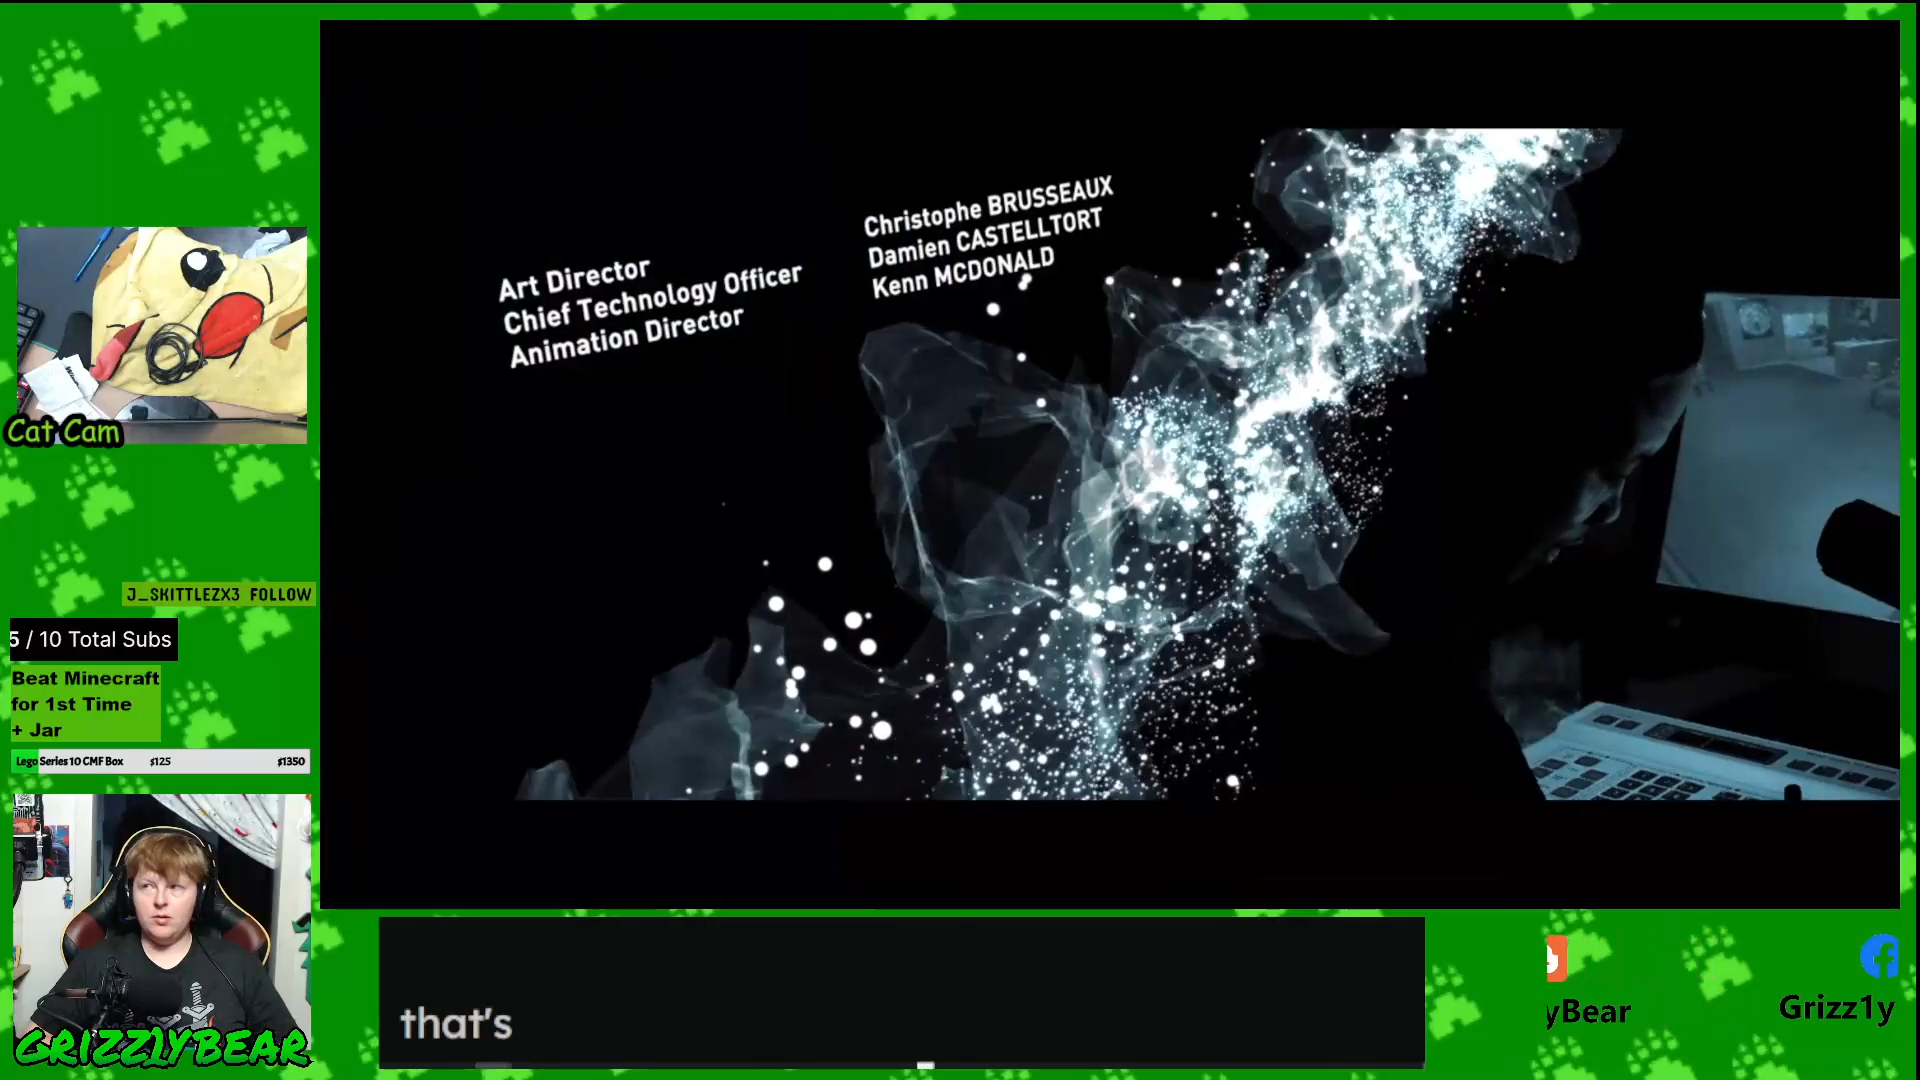 Christophe BRUSSEAUX
Damien CASTELLTORT
Kenn MCDONALD
Art Director
Chief Technology Officer
Animation Director
Cat Cam
J_SKITTLEZX3 FOLLOW
5 / 10 Total Subs
Beat Minecraft
for 1st Time
+ Jar
Lego Series 10 CMF Box $125 $1350
GRIZZ1YBEAR
that's
yBear
Grizz1y